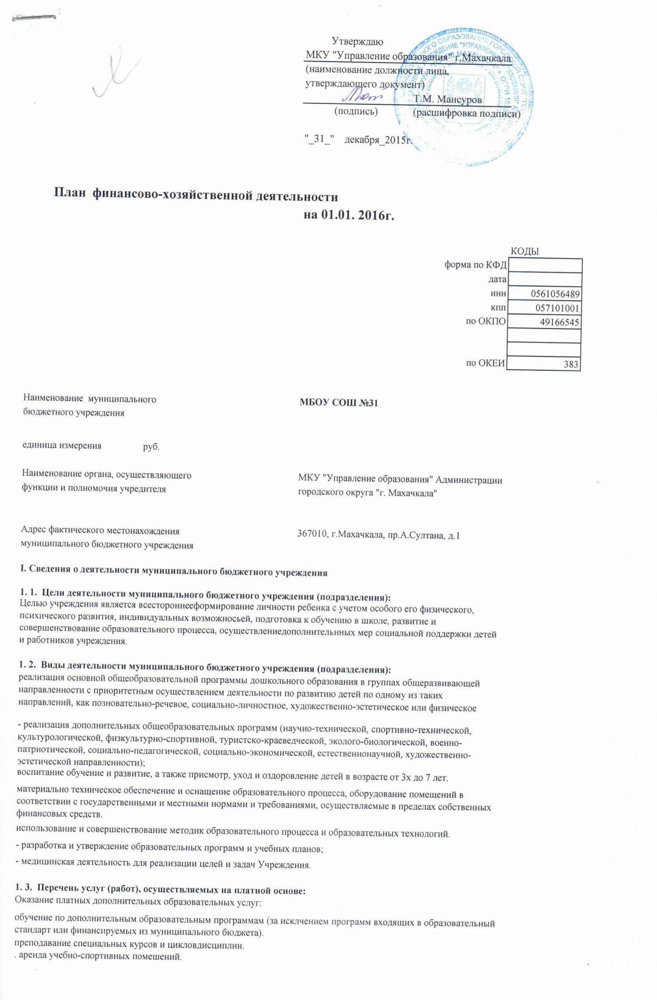 Утверждаю
МКУ "Управление образования" г.Махачкала
(наименование должности лица,
утверждающего документ)
Т.М. Мансуров
(подпись) (расшифровка подписи)
"_31_" декабря_2015г.
План финансово-хозяйственной деятельности
на 01.01. 2016г.
КОДЫ
форма по КФД
дата
инн 0561056489
кпп 057101001
по ОКПО 49166545
по ОКЕИ 383
Наименование муниципального
бюджетного учреждения
МБОУ СОШ №31
единица измерения руб.
Наименование органа, осуществляющего
функции и полномочия учредителя
МКУ "Управление образования" Администрации
городского округа "г. Махачкала"
Адрес фактического местонахождения
муниципального бюджетного учреждения
367010, г.Махачкала, пр.А.Султана, д.1
I. Сведения о деятельности муниципального бюджетного учреждения
1. 1. Цели деятельности муниципального бюджетного учреждения (подразделения):
Целью учреждения является всестороннееформирование личности ребенка с учетом особого его физического,
психического развития, индивидуальных возможносьей, подготовка к обучению в школе, развитие и
совершенствование образовательного процесса, осуществлениедополнительнных мер социальной поддержки детей
и работников учреждения.
1. 2. Виды деятельности муниципального бюджетного учреждения (подразделения):
реализация основной общеобразовательной программы дошкольного образования в группах общеразвивающей
направленности с приоритетным осуществлением деятельности по развитию детей по одному из таких
направлений, как позновательно-речевое, социально-личностное, художественно-эстетическое или физическое
- реализация дополнительных общеобразовательных программ (научно-технической, спортивно-технической,
культурологической, физкультурно-спортивной, туристско-краеведческой, эколого-биологической, военно-
патриотической, социально-педагогической, социально-экономической, естественнонаучной, художественно-
эстетической направленности);
воспитание обучение и развитие, а также присмотр, уход и оздоровление детей в возрасте от 3х до 7 лет.
материально техническое обеспечение и оснащение образовательного процесса, оборудование помещений в
соответствии с государственными и местными нормами и требованиями, осуществляемые в пределах собственных
финансовых средств.
использование и совершенствование методик образовательного процесса и образовательных технологий.
- разработка и утверждение образовательных программ и учебных планов;
- медицинская деятельность для реализации целей и задач Учреждения.
1. 3. Перечень услуг (работ), осуществляемых на платной основе:
Оказание платных дополнительных образовательных услуг:
обучение по дополнительным образовательным программам (за исклчением программ входящих в образовательный
стандарт или финансируемых из муниципального бюджета).
преподавание специальных курсов и цикловдисциплин.
. аренда учебно-спортивных помешений.